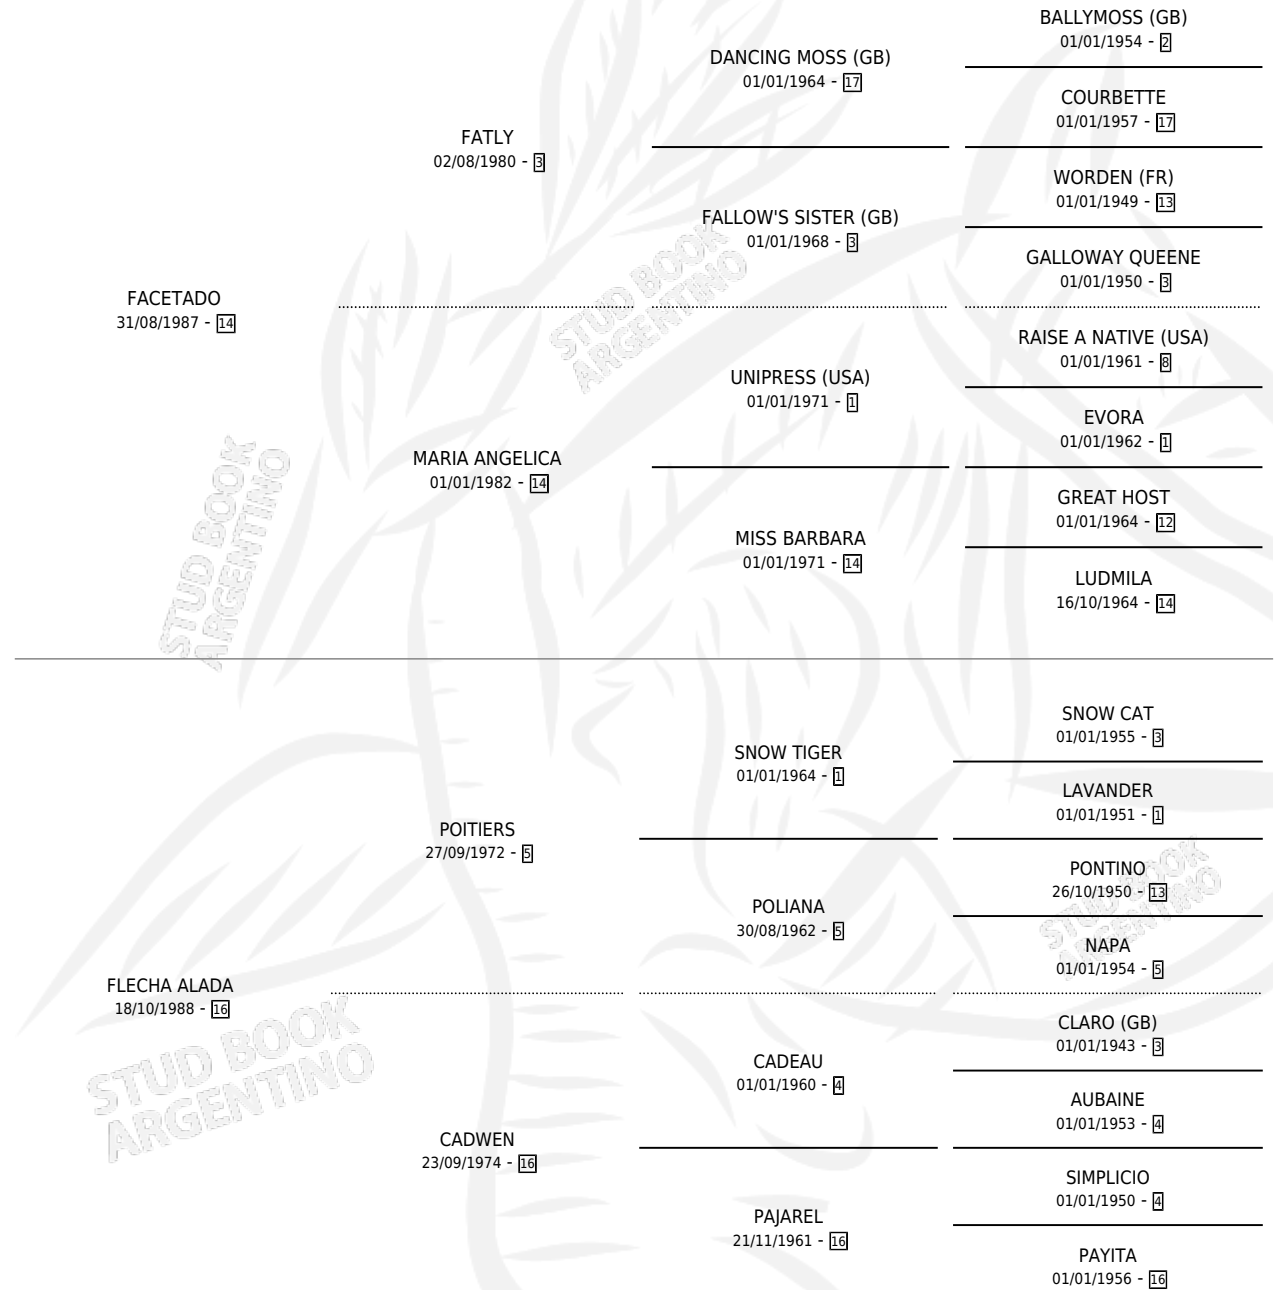 BALLYMOSS (GB)
01/01/1954 - 2
DANCING MOSS (GB)
01/01/1964 - 17
COURBETTE
01/01/1957 - 17
FATLY
02/08/1980 - 3
WORDEN (FR)
01/01/1949 - 13
FALLOW'S SISTER (GB)
01/01/1968 - 3
GALLOWAY QUEENE
01/01/1950 - 3
FACETADO
31/08/1987 - 14
RAISE A NATIVE (USA)
01/01/1961 - 8
UNIPRESS (USA)
01/01/1971 - 1
EVORA
01/01/1962 - 1
MARIA ANGELICA
01/01/1982 - 14
GREAT HOST
01/01/1964 - 12
MISS BARBARA
01/01/1971 - 14
LUDMILA
16/10/1964 - 14
SNOW CAT
01/01/1955 - 3
SNOW TIGER
01/01/1964 - 1
LAVANDER
01/01/1951 - 1
POITIERS
27/09/1972 - 5
PONTINO
26/10/1950 - 13
POLIANA
30/08/1962 - 5
NAPA
01/01/1954 - 5
FLECHA ALADA
18/10/1988 - 16
CLARO (GB)
01/01/1943 - 3
CADEAU
01/01/1960 - 4
AUBAINE
01/01/1953 - 4
CADWEN
23/09/1974 - 16
SIMPLICIO
01/01/1950 - 4
PAJAREL
21/11/1961 - 16
PAYITA
01/01/1956 - 16
STUD BOOK
ARGENTINO
STUD BOOK
ARGENTINO
STUD BOOK
ARGENTINO
STUD BOOK
ARGENTINO